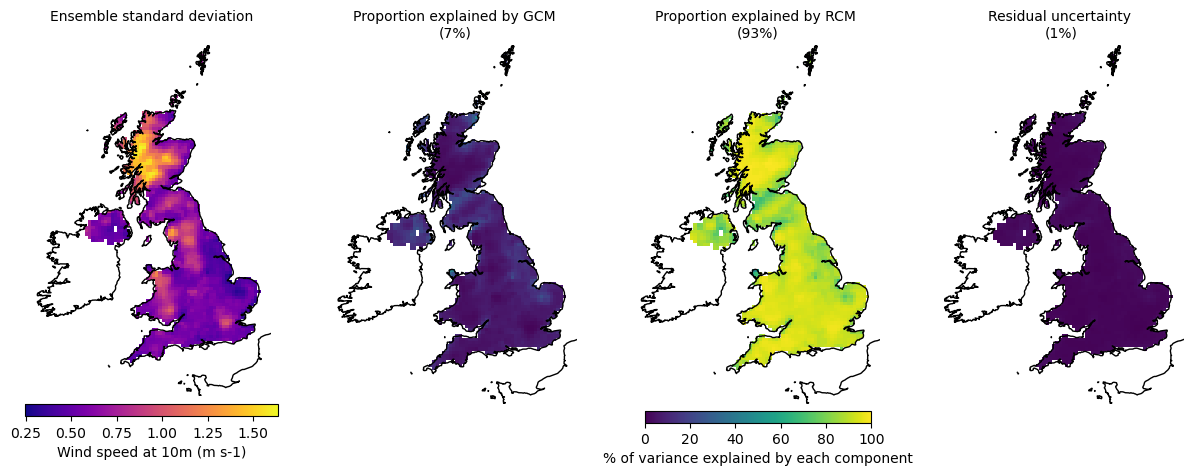 Ensemble standard deviation
Proportion explained by GCM
(7%)
Proportion explained by RCM
(93%)
Residual uncertainty
(1%)
0.25 0.50 0.75 1.00 1.25 1.50
Wind speed at 10m (m s-1)
0 20 40 60 80 100
% of variance explained by each component